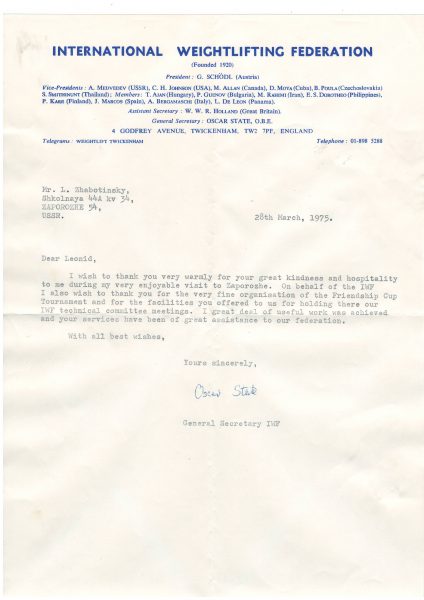 INTERNATIONAL WEIGHTLIFTING FEDERATION
(Founded 1920)
President : G. SCHÖDL (Austria)
Vice-Presidents : A. MEDVEDEV (USSR), C. H. JOHNSON (USA), M. ALLAN (Canada), D. MOYA (Cuba), B. POULA (Czechoslovakia)
S. SMITHNUNT (Thailand): Members: T. AJAN (Hungary), P. GUENOV (Bulgaria), M. RAHIMI (Iran), E. S. DOROTHEO (Philippines),
P. KARE (Finland), J. MARCOS (Spain), A. BERGAMASCHI (Italy), L. DE LEON (Panama).
Assistant Secretary : W. W. R. HOLLAND (Great Britain).
General Secretary : OSCAR STATE, O.B.E.
4 GODFREY AVENUE, TWICKENHAM, TW2 7PF, ENGLAND
Telegrams : WEIGHTLIFT TWICKENHAM Telephone : 01-898 5288
Mr. L. Zhabotinsky,
Shkolnaya 44A kv 34,
ZAPOROZHE 54,
USSR. 28th March, 1975.
Dear Leonid,
I wish to thank you very warmly for your great kindness and hospitality
to me during my very enjoyable visit to Zaporozhe. On behalf of the IWF
I also wish to thank you for the very fine organisation of the Friendship Cup
Tournament and for the facilities you offered to us for holding there our
IWF technical committee meetings. I great deal of useful work was achieved
and your services have been of great assistance to our federation.
With all best wishes,
Yours sincerely,
Oscar State
General Secretary IWF